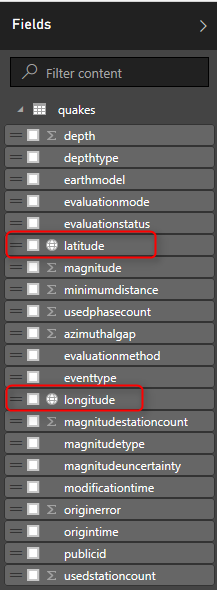 Fields
Filter content
quakes
depth
depthtype
earthmodel
evaluationmode
evaluationstatus
latitude
magnitude
minimumdistance
usedphasecount
azimuthalgap
evaluationmethod
eventtype
longitude
magnitudestationcount
magnitudetype
magnitudeuncertainty
modificationtime
originerror
origintime
publicid
usedstationcount